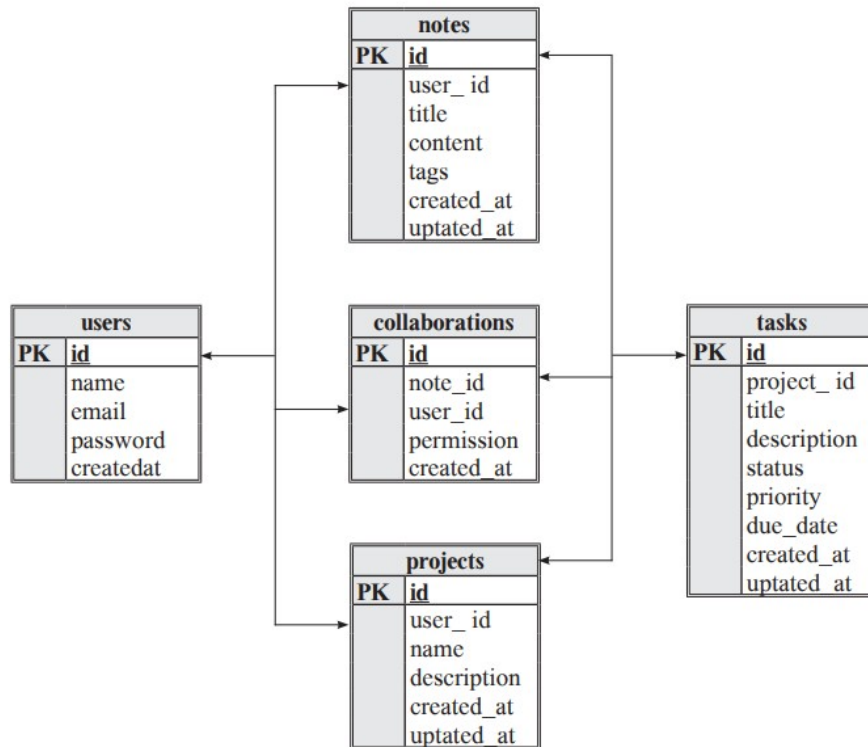 notes
PK id
user_ id
title
content
tags
created_at
uptated_at
users
PK id
name
email
password
createdat
collaborations
PK id
note_id
user_id
permission
created_at
tasks
PK id
project_ id
title
description
status
priority
due_date
created_at
uptated_at
projects
PK id
user_ id
name
description
created_at
uptated_at